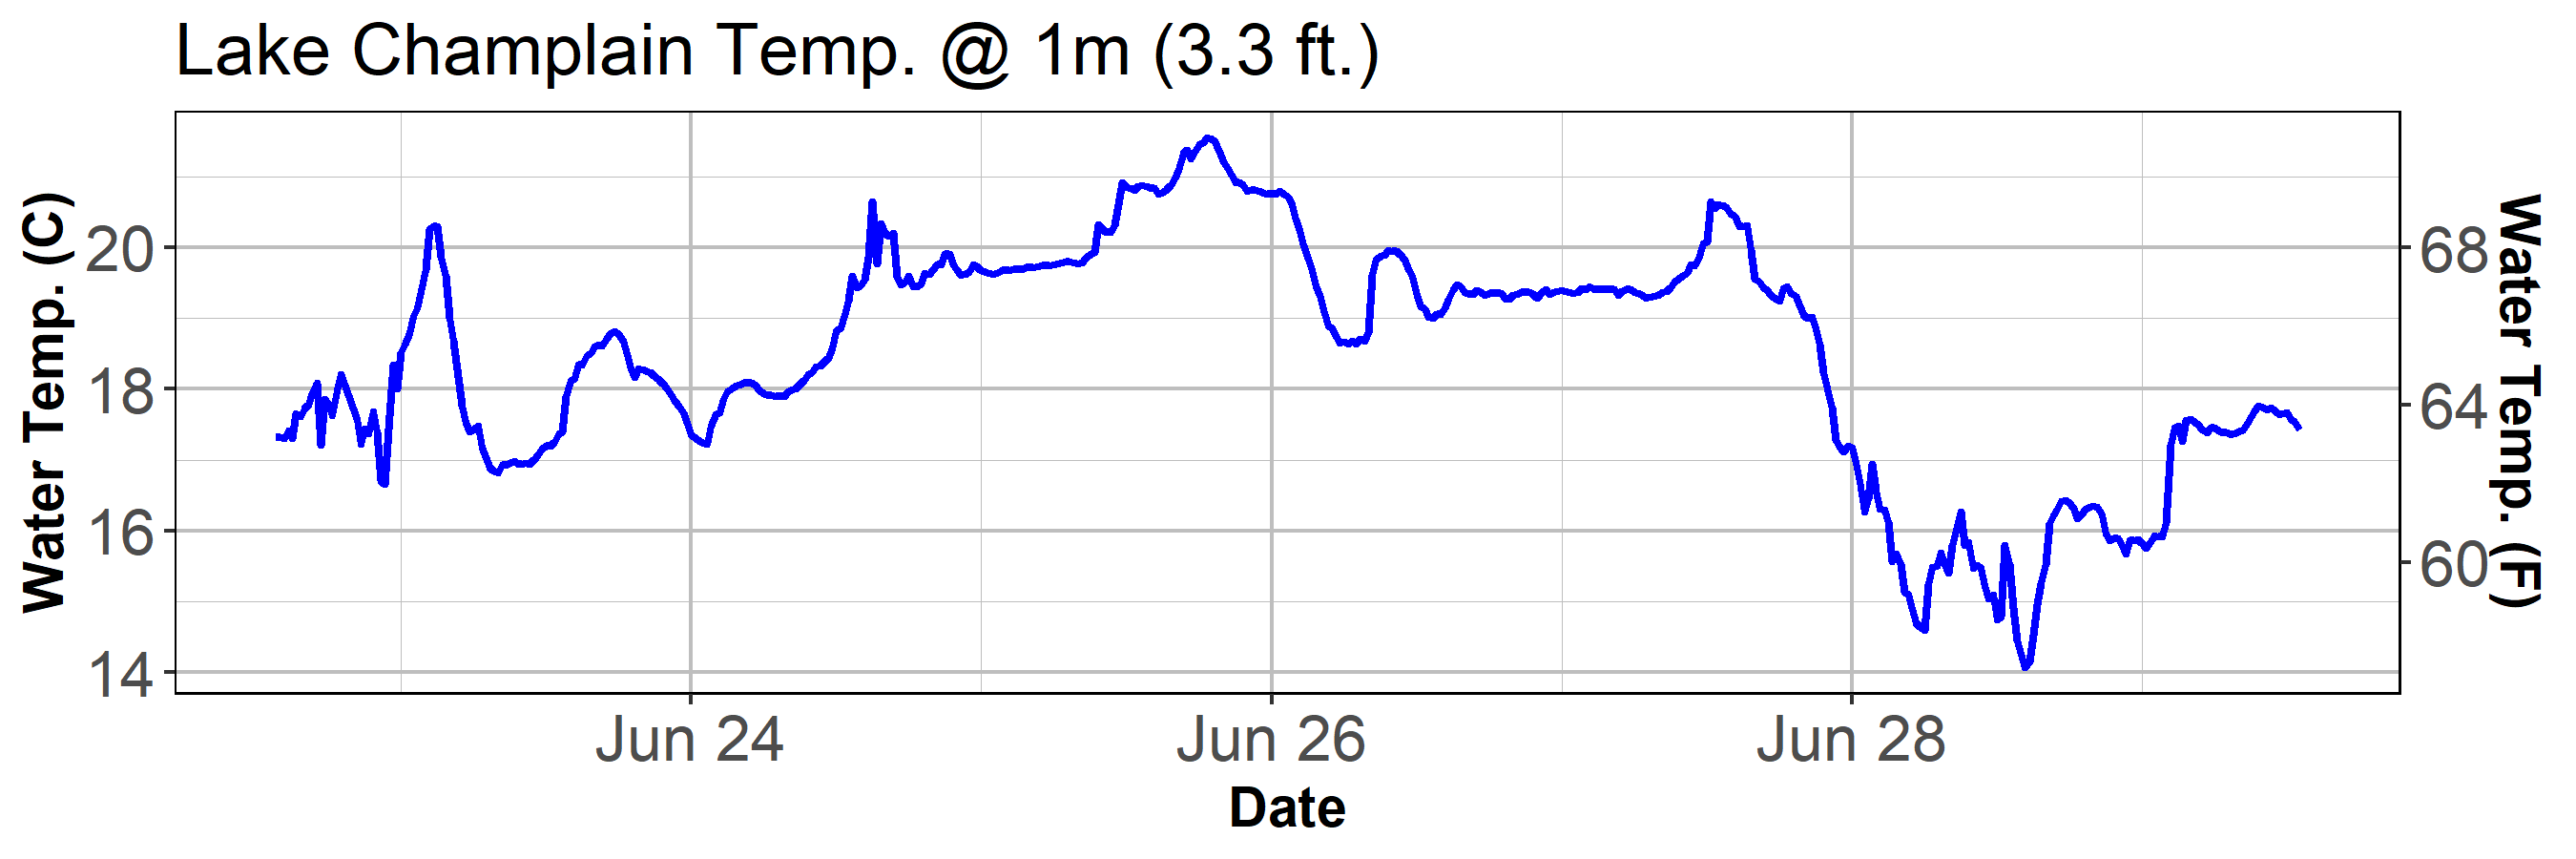 Lake Champlain Temp. @ 1m (3.3 ft.)
Water Temp. (C)
20
18
16
14
68
64
60
Water Temp. (F)
Jun 24
Jun 26
Jun 28
Date